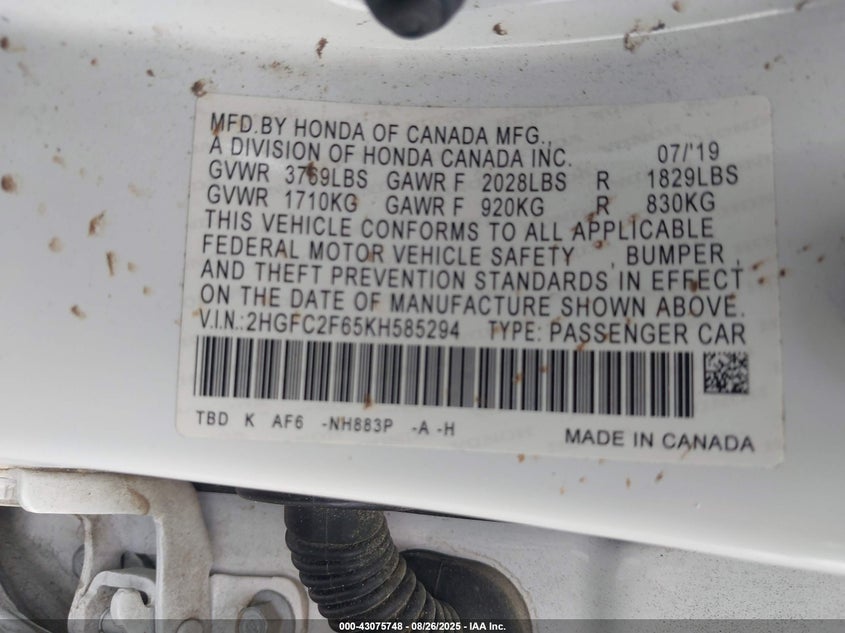 MFD.BY HONDA OF CANADA MFG.,
A DIVISION OF HONDA CANADA INC. 07/'19
GVWR 3769LBS GAWR F 2028LBS R 1829LBS
GVWR 1710KG GAWR F 920KG R 830KG
THIS VEHICLE CONFORMS TO ALL APPLICABLE
FEDERAL MOTOR VEHICLE SAFETY , BUMPER ,
AND THEFT PREVENTION STANDARDS IN EFFECT
ON THE DATE OF MANUFACTURE SHOWN ABOVE.
V.I.N.:2HGFC2F65KH585294 TYPE: PASSENGER CAR
TBD K AF6 -NH883P -A -H
MADE IN CANADA
43075748 - 08/26/2025 - IAA Inc.